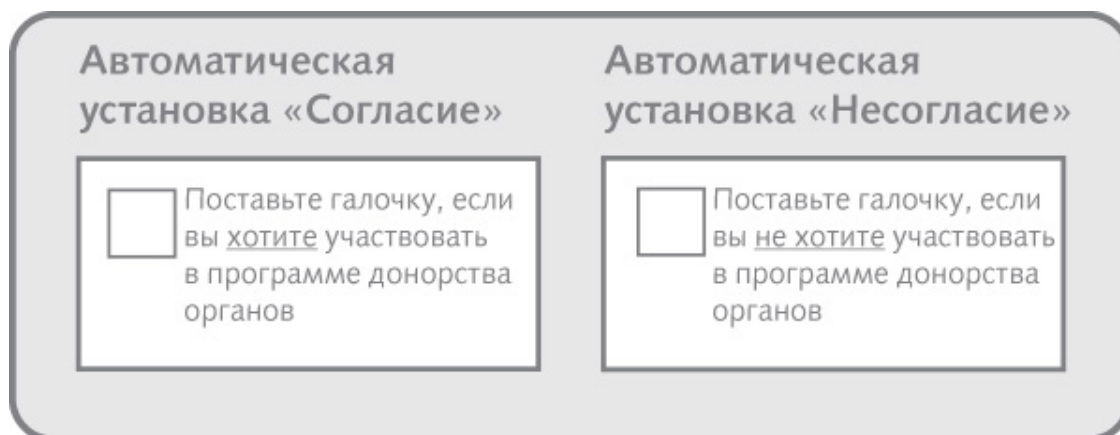 Автоматическая
установка «Согласие»
Поставьте галочку, если
вы хотите участвовать
в программе донорства
органов
Автоматическая
установка «Несогласие»
Поставьте галочку, если
вы не хотите участвовать
в программе донорства
органов